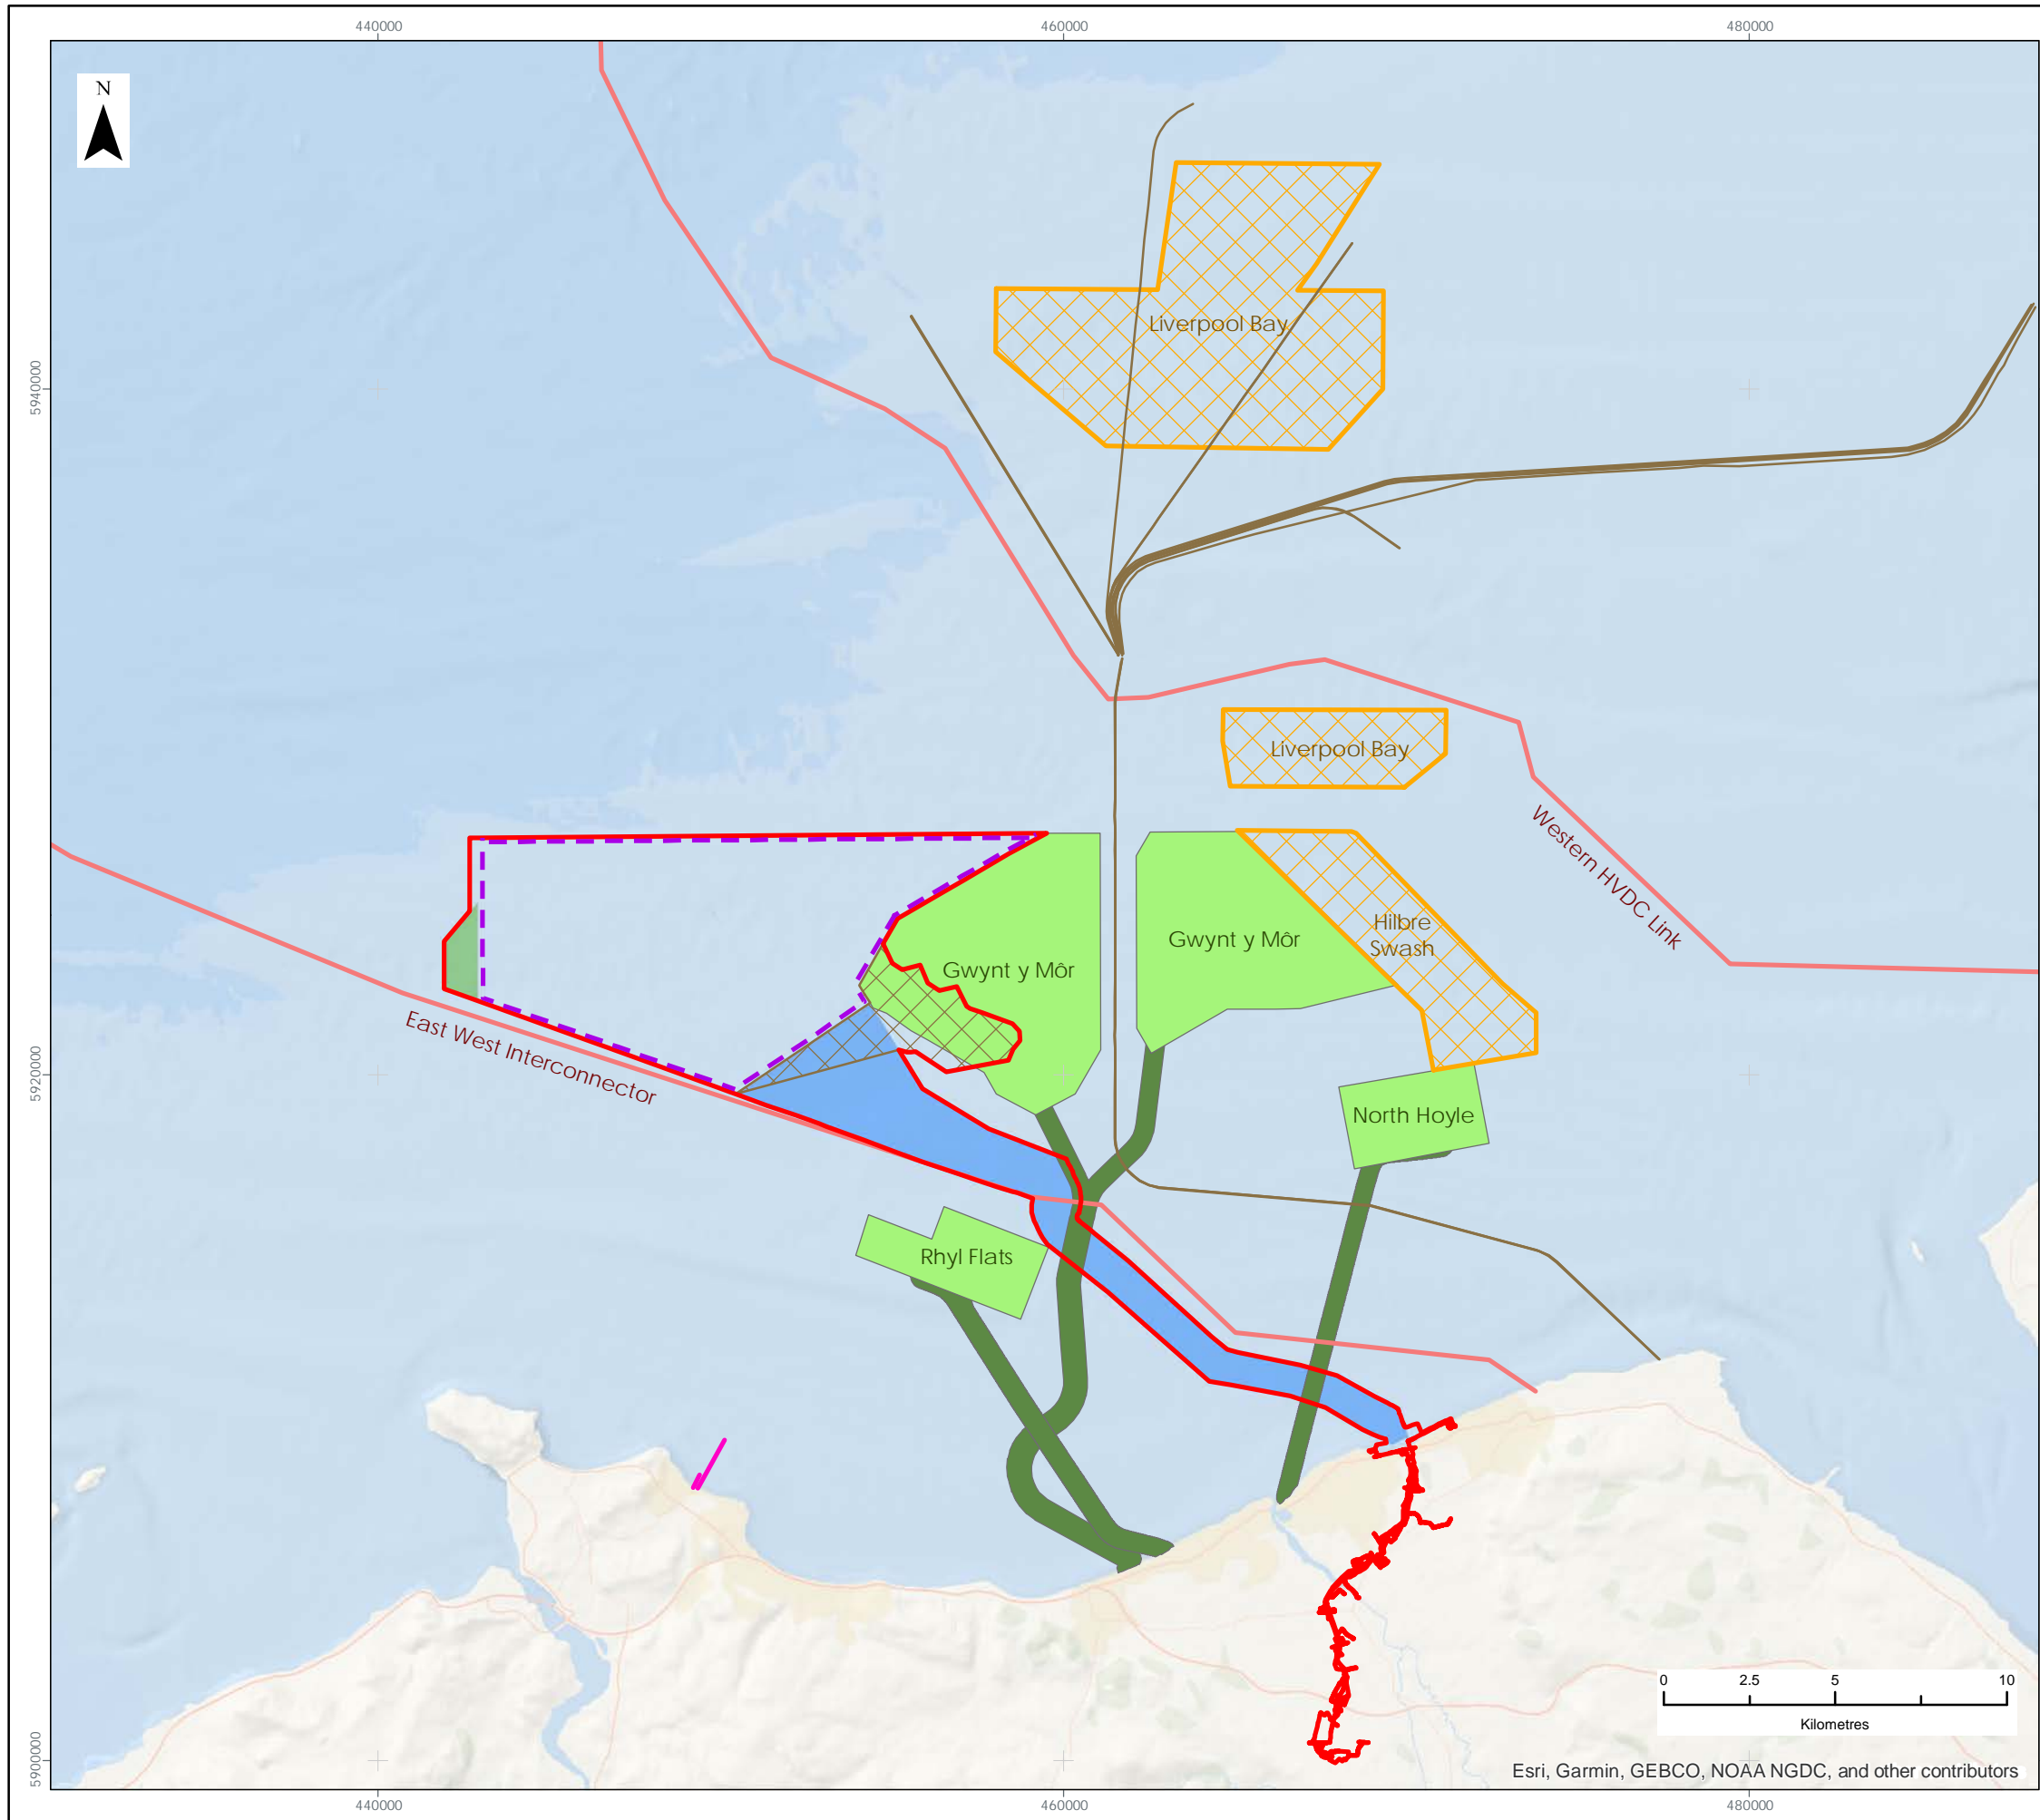 440000
460000
480000
N
Liverpool Bay
5940000
Liverpool Bay
Western HVDC Link
Hilbre
Swash
Gwynt y Môr
Gwynt y Môr
East West Interconnector
5920000
North Hoyle
Rhyl Flats
0 2.5 5 10
Kilometres
5900000
Esri, Garmin, GEBCO, NOAA NGDC, and other contributors
440000
460000
480000